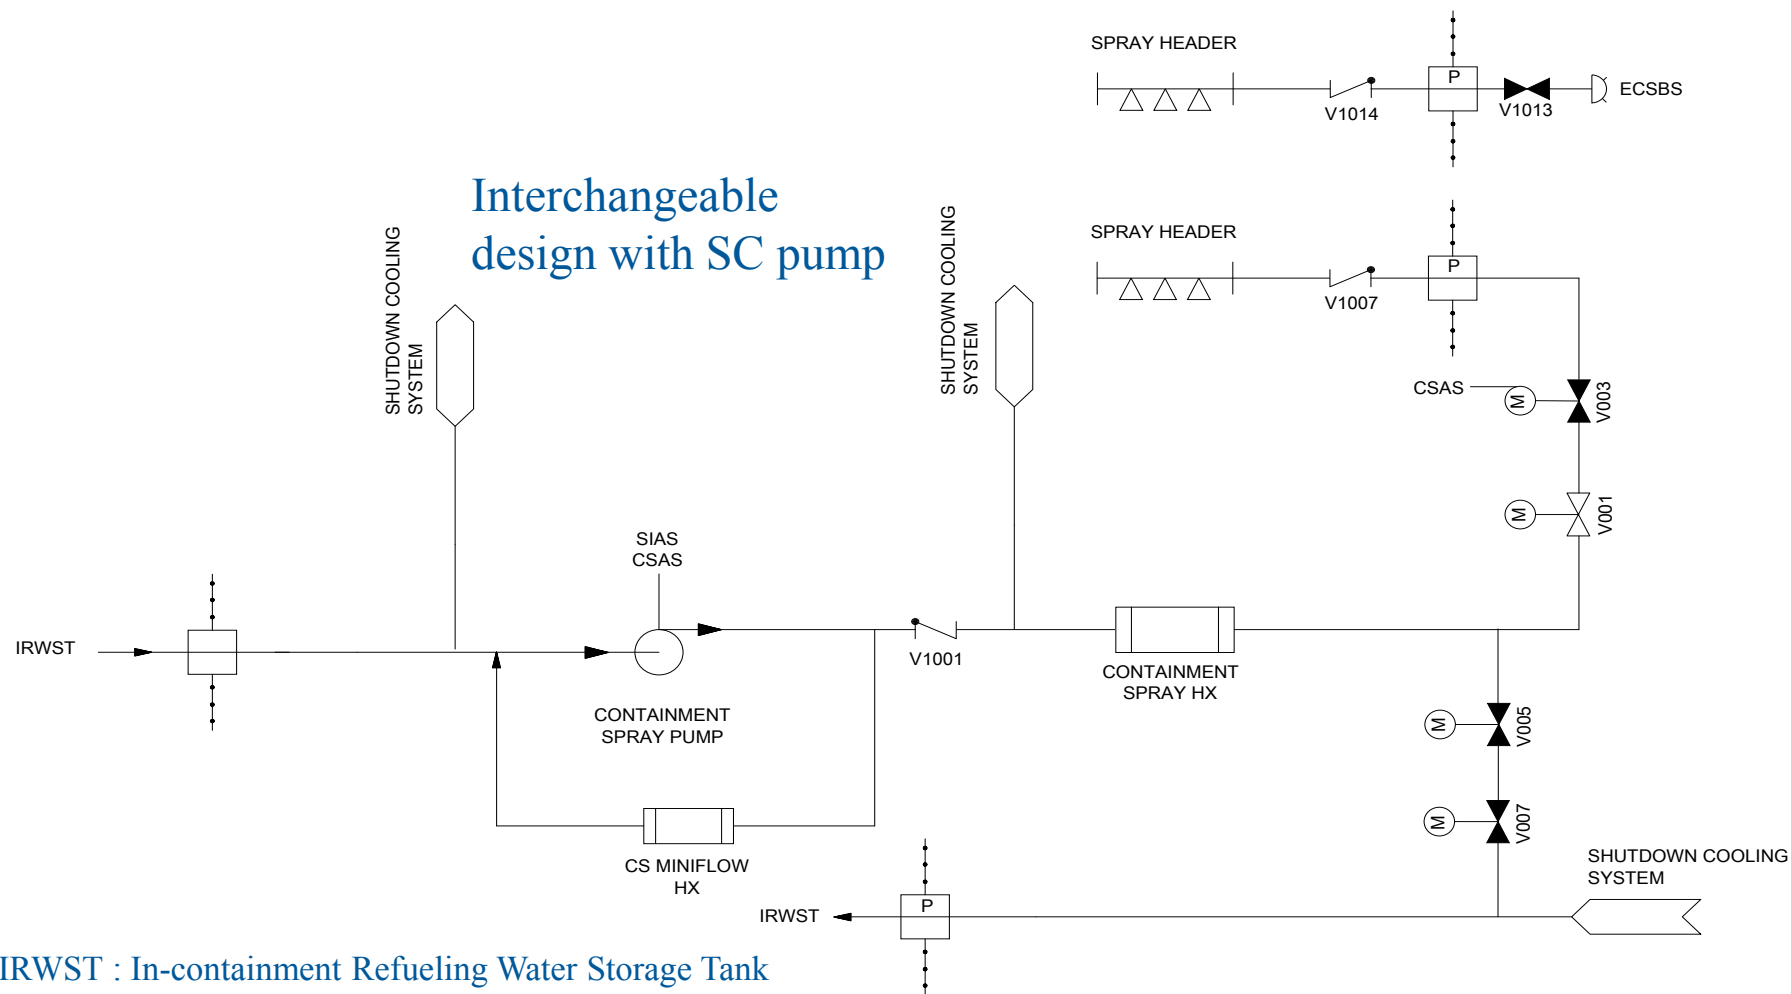 SPRAY HEADER
P
V1014
V1013
ECSBS
Interchangeable
design with SC pump
SHUTDOWN COOLING
SYSTEM
SHUTDOWN COOLING
SYSTEM
SPRAY HEADER
P
V1007
CSAS
M
V003
M
V001
SIAS
CSAS
IRWST
V1001
CONTAINMENT
SPRAY PUMP
CONTAINMENT
SPRAY HX
M
V005
M
V007
CS MINIFLOW
HX
SHUTDOWN COOLING
SYSTEM
IRWST
P
IRWST : In-containment Refueling Water Storage Tank